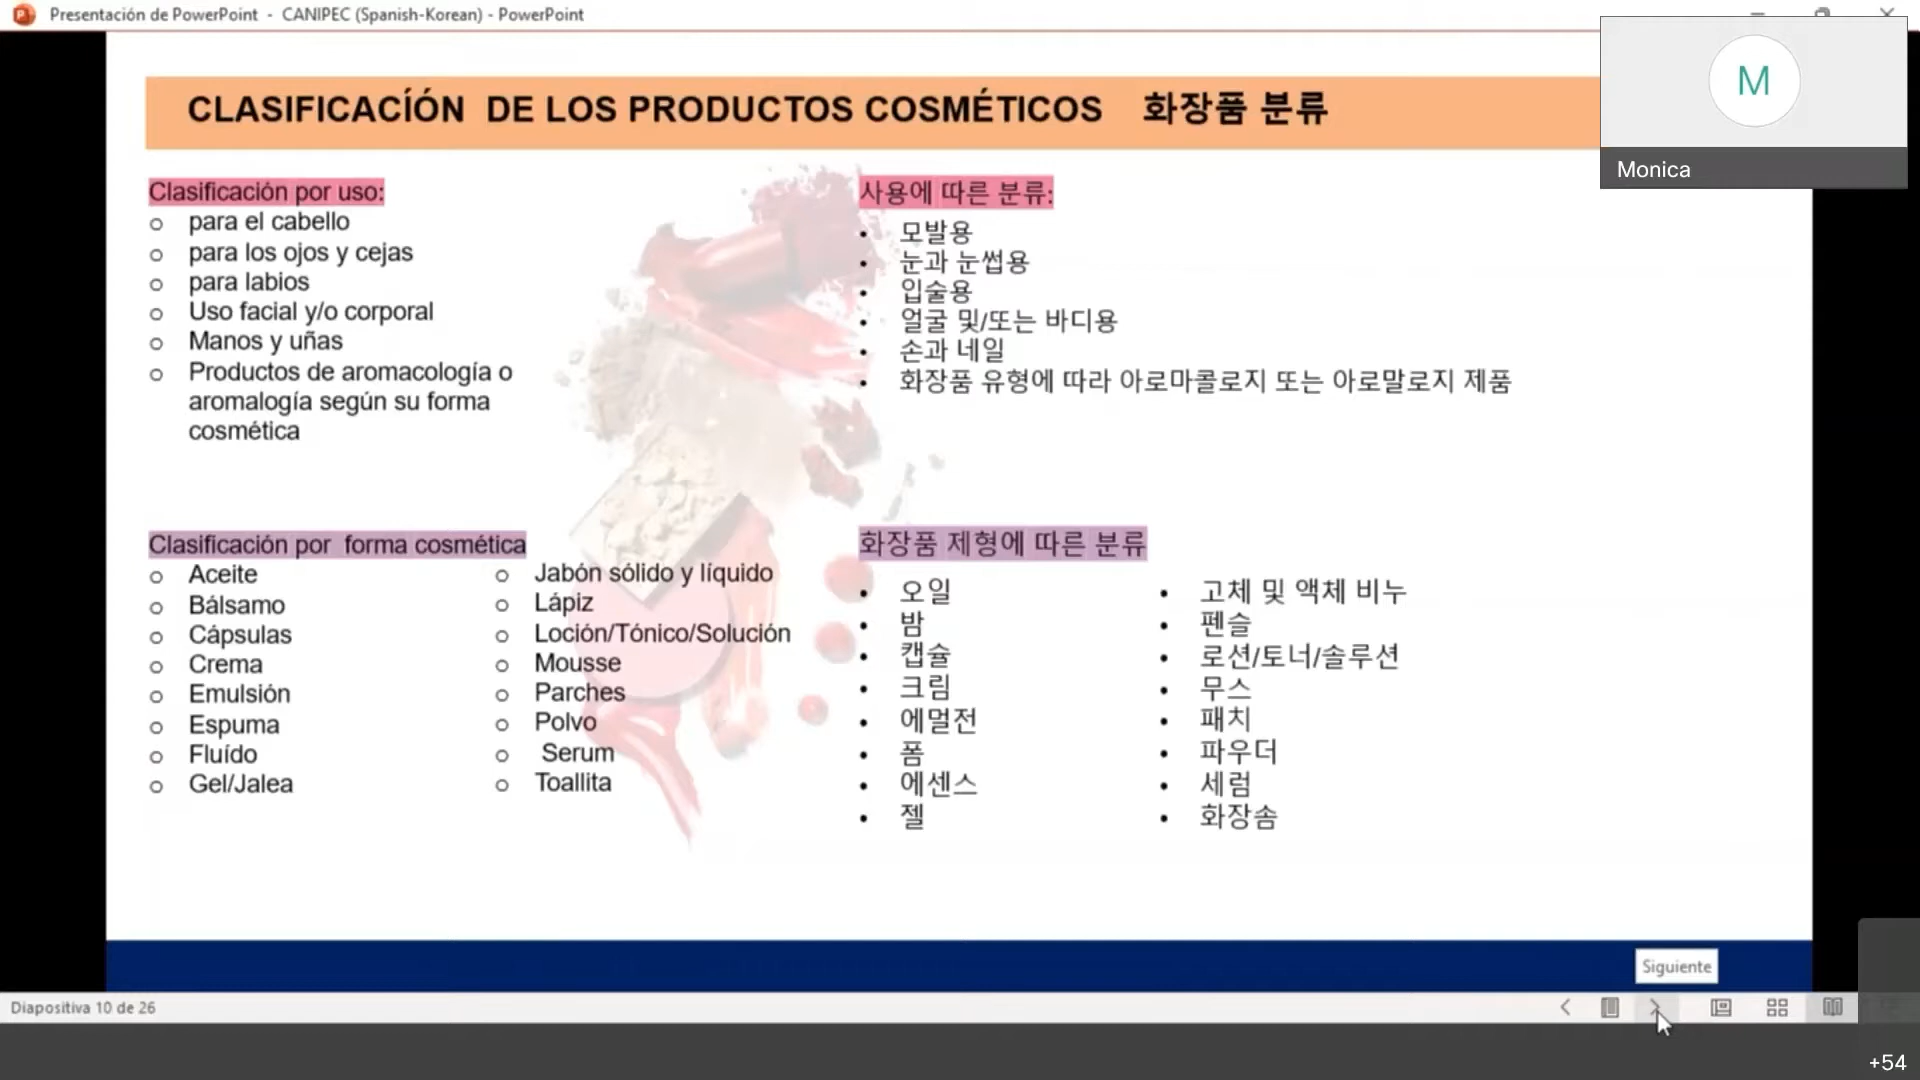 Presentación de PowerPoint - CANIPEC (Spanish-Korean) - PowerPoint
CLASIFICACÍÓN DE LOS PRODUCTOS COSMÉTICOS 화장품 분류
M
Monica
Clasificación por uso:
para el cabello
para los ojos y cejas
para labios
Uso facial y/o corporal
Manos y uñas
Productos de aromacología o
aromalogía según su forma
cosmética
사용에 따른 분류:
모발용
눈과 눈썹용
입술용
얼굴 및/또는 바디용
손과 네일
화장품 유형에 따라 아로마콜로지 또는 아로말로지 제품
Clasificación por forma cosmética
Aceite
Bálsamo
Cápsulas
Crema
Emulsión
Espuma
Fluído
Gel/Jalea
Jabón sólido y líquido
Lápiz
Loción/Tónico/Solución
Mousse
Parches
Polvo
Serum
Toallita
화장품 제형에 따른 분류
오일
밤
캡슐
크림
에멀전
폼
에센스
젤
고체 및 액체 비누
펜슬
로션/토너/솔루션
무스
패치
파우더
세럼
화장솜
Siguiente
Diapositiva 10 de 26
+54